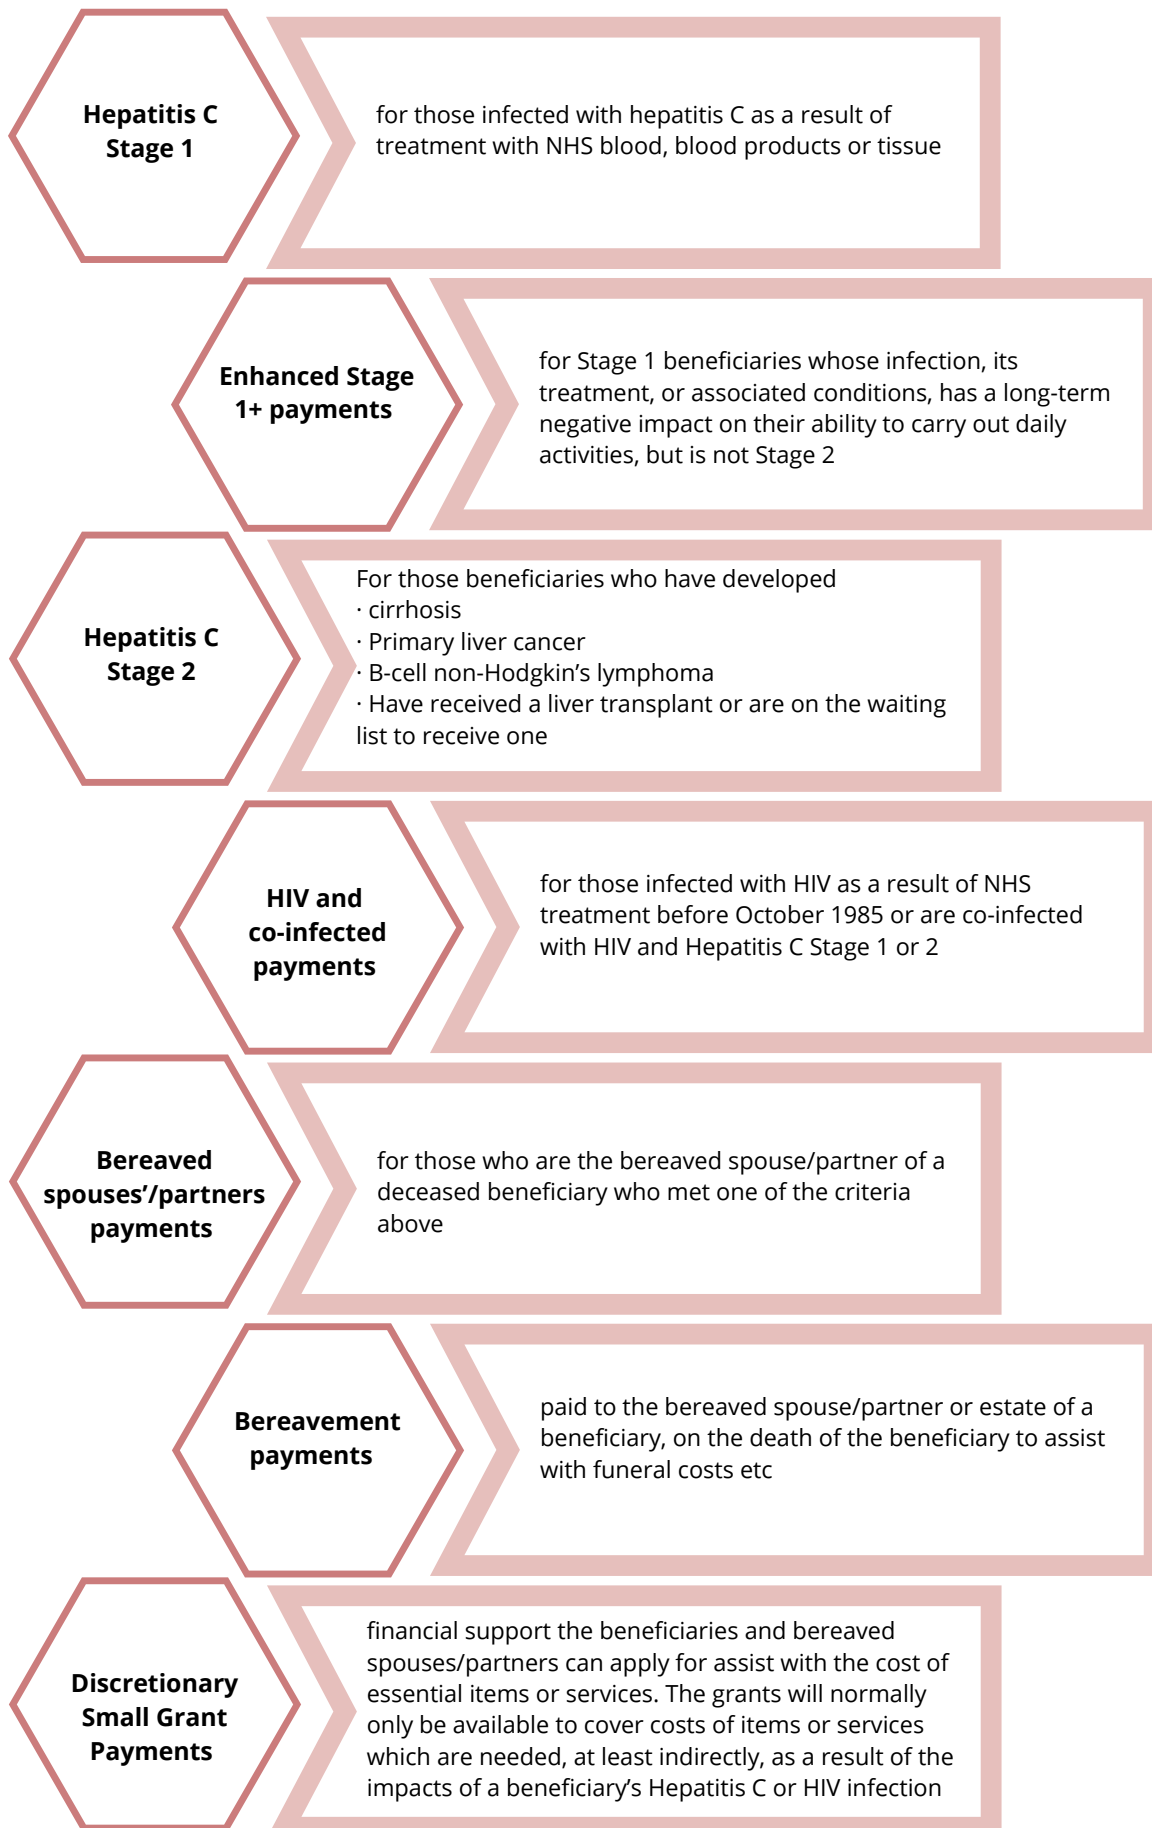 Hepatitis C
Stage 1
for those infected with hepatitis C as a result of
treatment with NHS blood, blood products or tissue
Enhanced Stage
1+ payments
for Stage 1 beneficiaries whose infection, its
treatment, or associated conditions, has a long-term
negative impact on their ability to carry out daily
activities, but is not Stage 2
Hepatitis C
Stage 2
For those beneficiaries who have developed
· cirrhosis
· Primary liver cancer
· B-cell non-Hodgkin’s lymphoma
· Have received a liver transplant or are on the waiting
list to receive one
HIV and
co-infected
payments
for those infected with HIV as a result of NHS
treatment before October 1985 or are co-infected
with HIV and Hepatitis C Stage 1 or 2
Bereaved
spouses’/partners
payments
for those who are the bereaved spouse/partner of a
deceased beneficiary who met one of the criteria
above
Bereavement
payments
paid to the bereaved spouse/partner or estate of a
beneficiary, on the death of the beneficiary to assist
with funeral costs etc
Discretionary
Small Grant
Payments
financial support the beneficiaries and bereaved
spouses/partners can apply for assist with the cost of
essential items or services. The grants will normally
only be available to cover costs of items or services
which are needed, at least indirectly, as a result of the
impacts of a beneficiary’s Hepatitis C or HIV infection